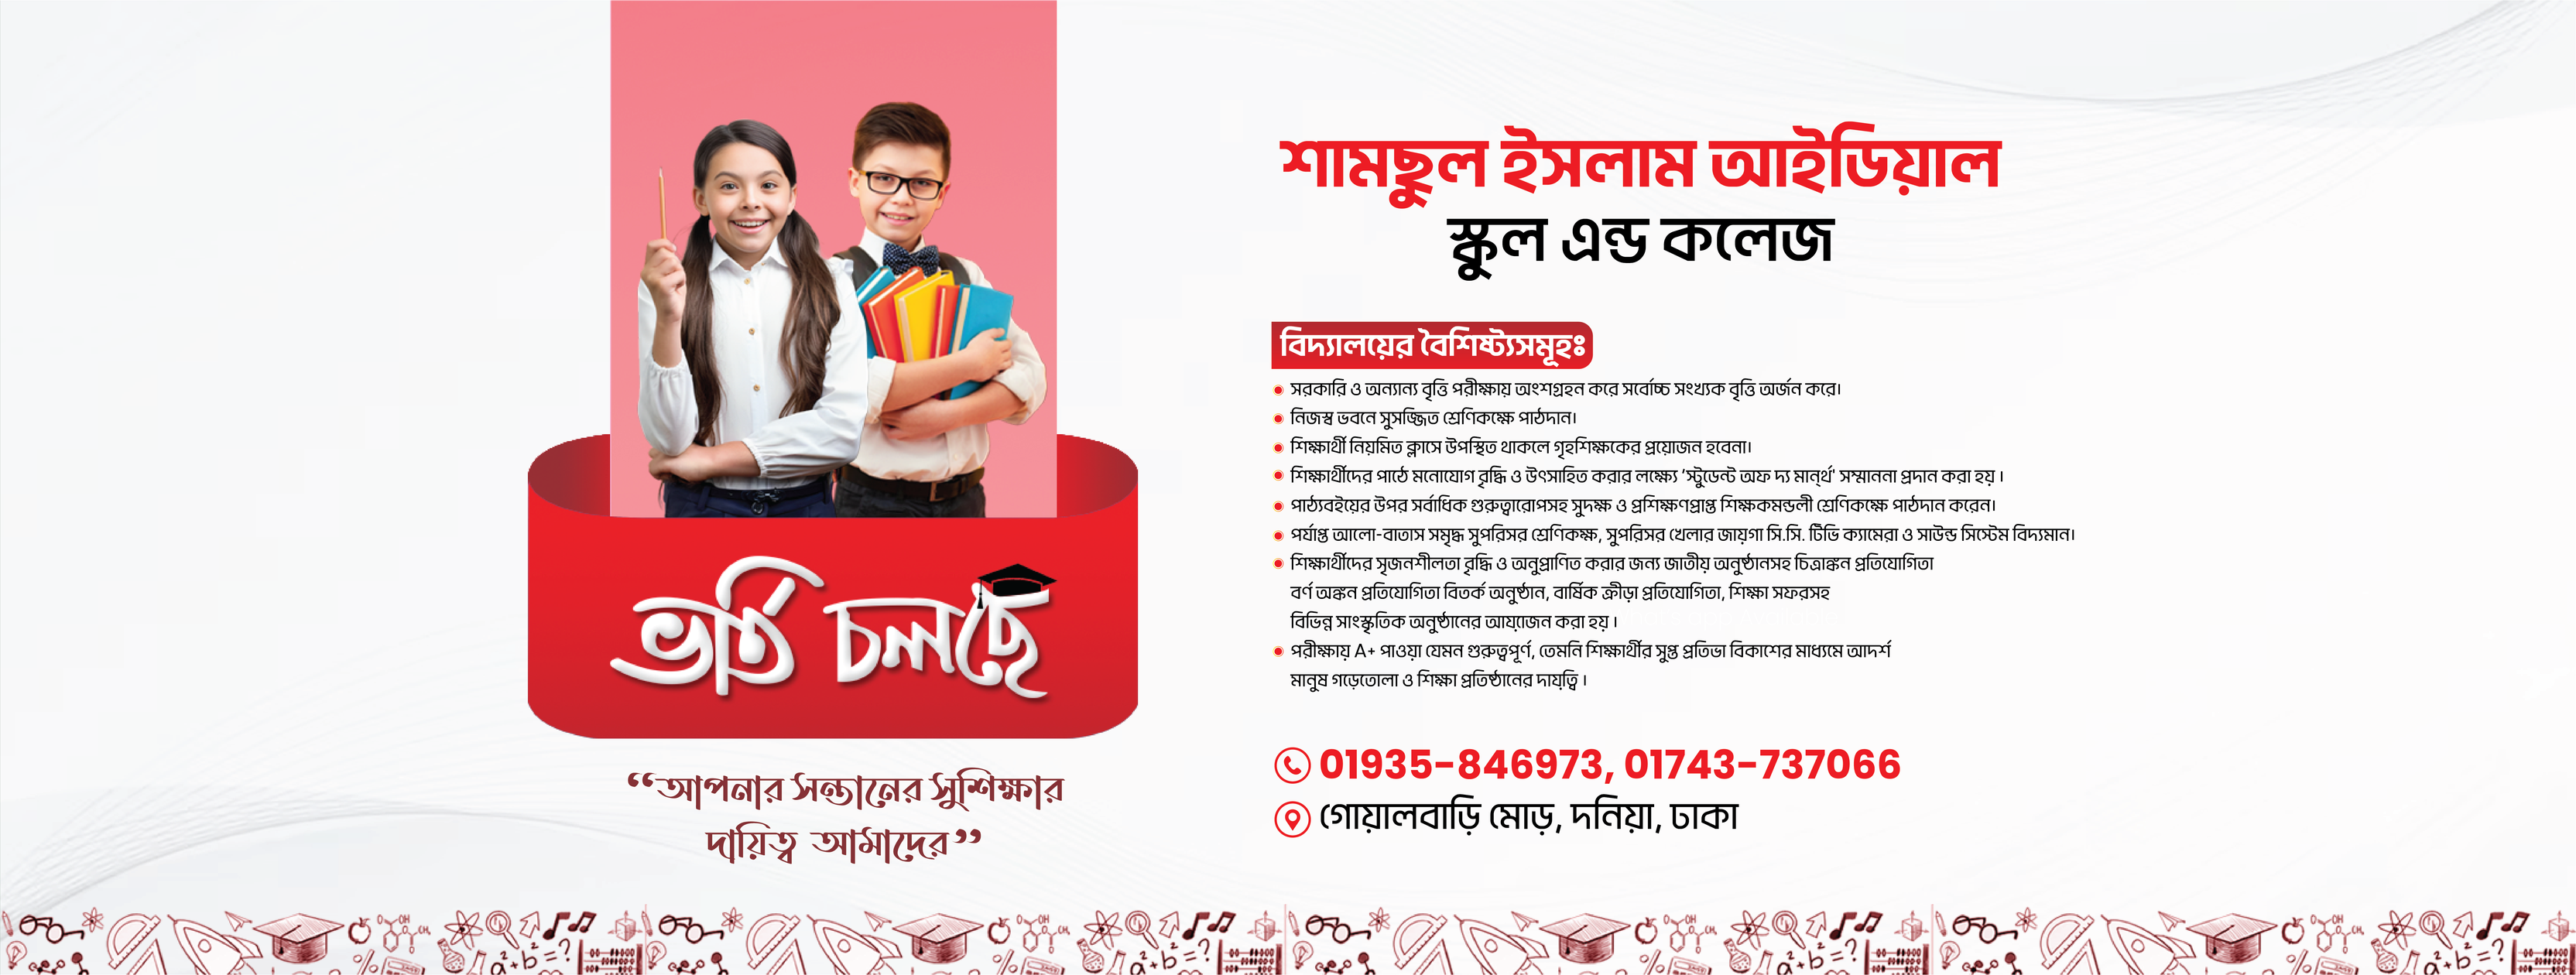 শামছুল ইসলাম আইডিয়াল
স্কুল এন্ড কলেজ
ভর্তি চলছে
“আপনার সন্তানের সুশিক্ষার
দায়িত্ব আমাদের”
বিদ্যালয়ের বৈশিষ্ট্যসমূহঃ
• সরকারি ও অন্যান্য বৃত্তি পরীক্ষায় অংশগ্রহন করে সর্বোচ্চ সংখ্যক বৃত্তি অর্জন করে।
• নিজস্ব ভবনে সুসজ্জিত শ্রেণিকক্ষে পাঠদান।
• শিক্ষার্থী নিয়মিত ক্লাসে উপস্থিত থাকলে গৃহশিক্ষকের প্রয়োজন হবেনা।
• শিক্ষার্থীদের পাঠে মনোযোগ বৃদ্ধি ও উৎসাহিত করার লক্ষ্যে ‘স্টুডেন্ট অফ দ্য মান্থ' সম্মাননা প্রদান করা হয়।
• পাঠ্যবইয়ের উপর সর্বাধিক গুরুত্বারোপসহ সুদক্ষ ও প্রশিক্ষণপ্রাপ্ত শিক্ষকমন্ডলী শ্রেণিকক্ষে পাঠদান করেন।
• পর্যাপ্ত আলো-বাতাস সমৃদ্ধ সুপরিসর শ্রেণিকক্ষ, সুপরিসর খেলার জায়গা সি.সি. টিভি ক্যামেরা ও সাউন্ড সিস্টেম বিদ্যমান।
• শিক্ষার্থীদের সৃজনশীলতা বৃদ্ধি ও অনুপ্রাণিত করার জন্য জাতীয় অনুষ্ঠানসহ চিত্রাঙ্কন প্রতিযোগিতা
বর্ণ অঙ্কন প্রতিযোগিতা বিতর্ক অনুষ্ঠান, বার্ষিক ক্রীড়া প্রতিযোগিতা, শিক্ষা সফরসহ
বিভিন্ন সাংস্কৃতিক অনুষ্ঠানের আয়োজন করা হয়।
• পরীক্ষায় A+ পাওয়া যেমন গুরুত্বপূর্ণ, তেমনি শিক্ষার্থীর সুপ্ত প্রতিভা বিকাশের মাধ্যমে আদর্শ
মানুষ গড়েতোলা ও শিক্ষা প্রতিষ্ঠানের দায়ত্বি।
01935-846973, 01743-737066
গোয়ালবাড়ি মোড়, দনিয়া, ঢাকা